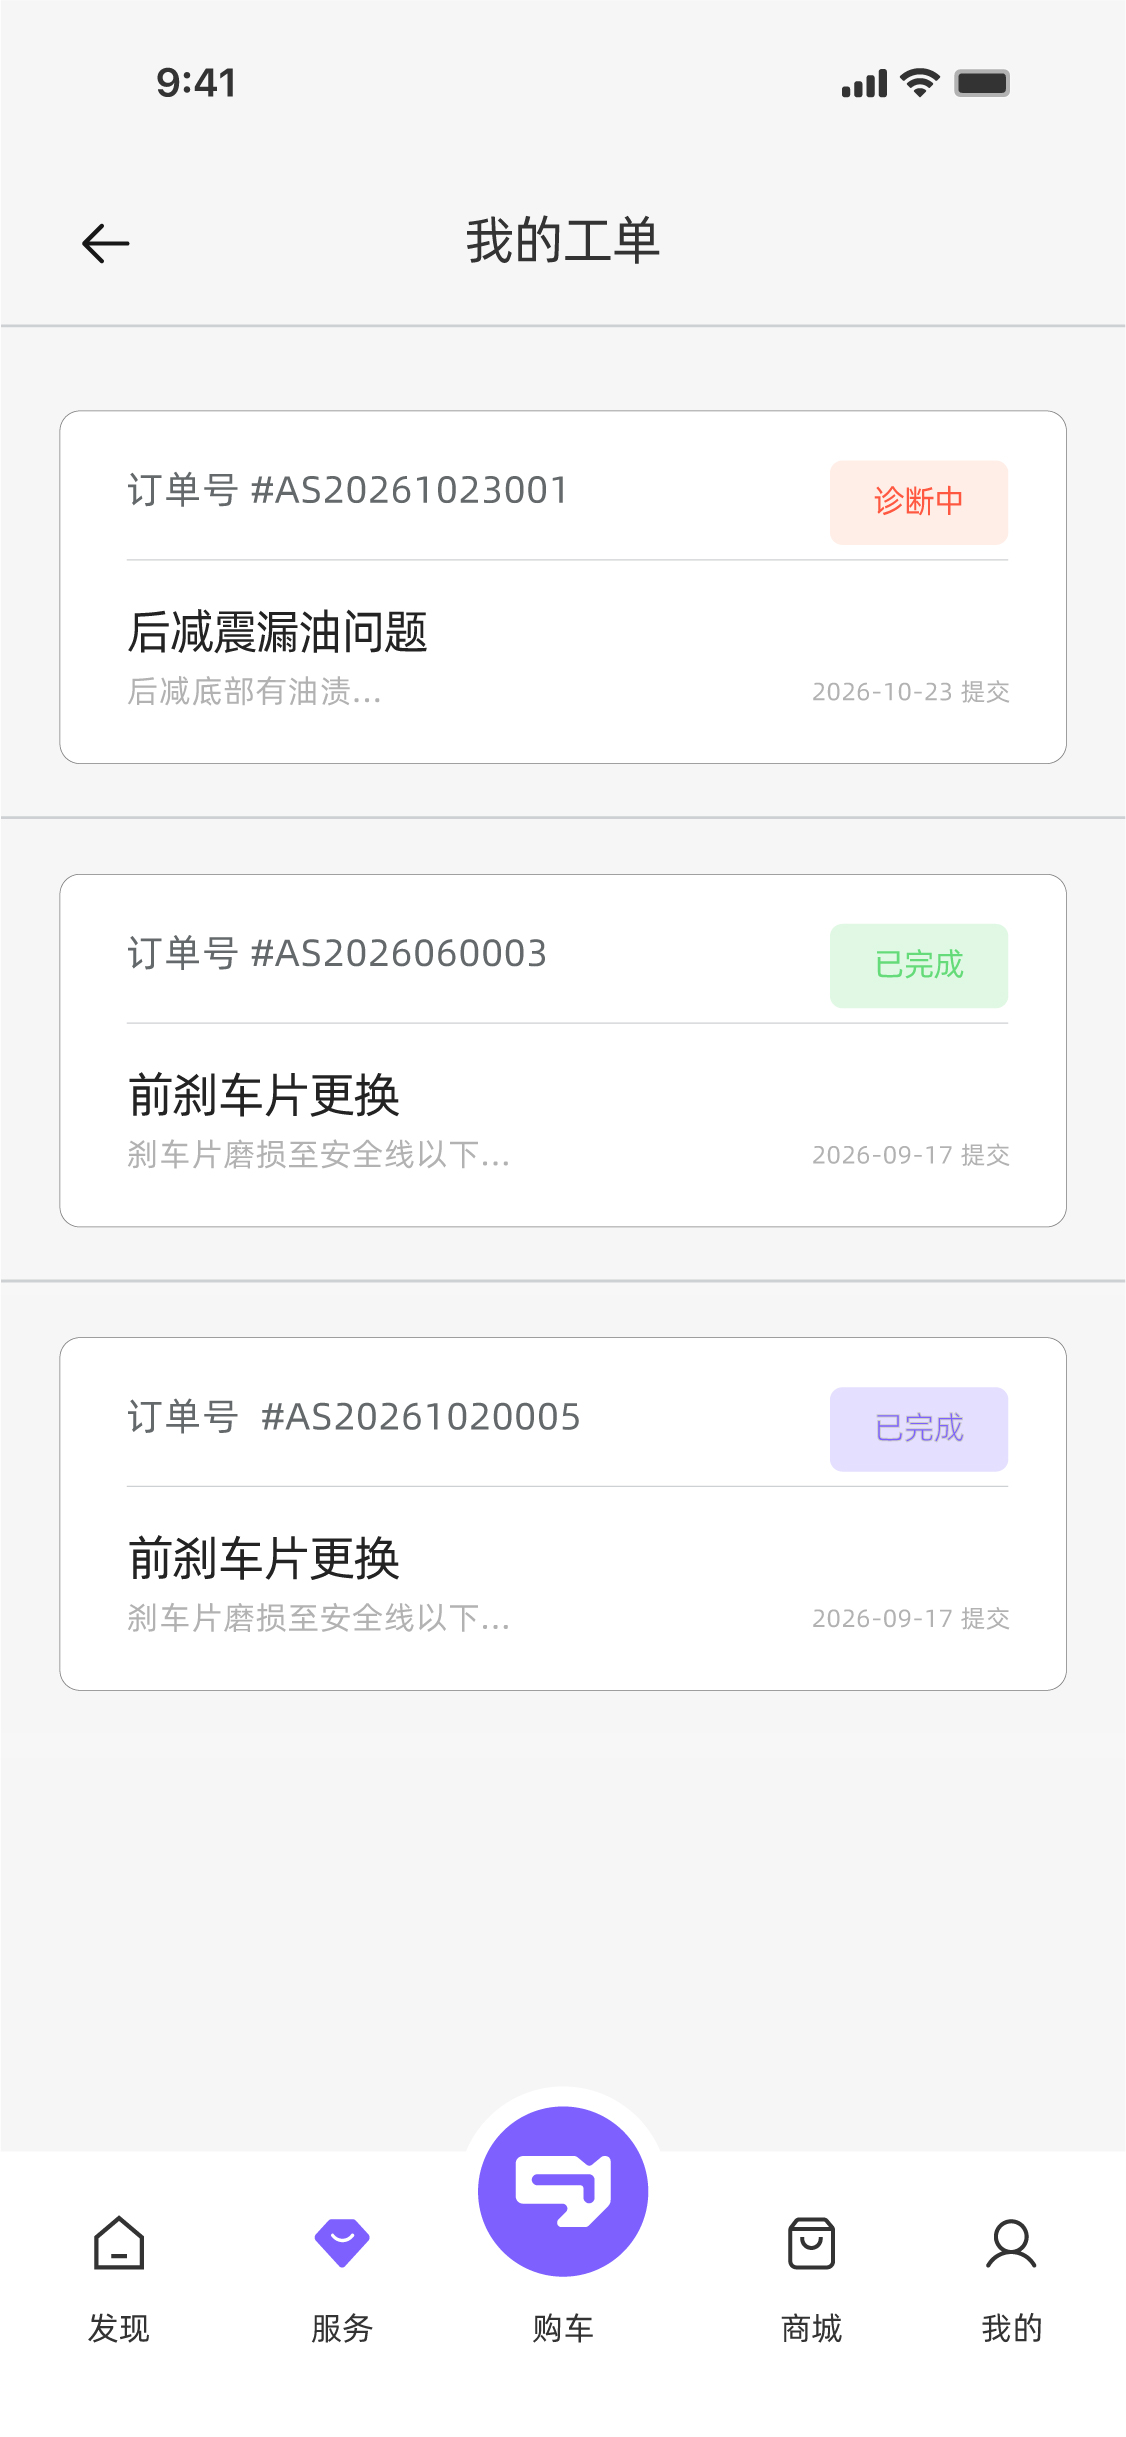 9:41
我的工单
订单号 #AS20261023001
诊断中
后减震漏油问题
后减底部有油渍...
2026-10-23 提交
订单号 #AS2026060003
已完成
前刹车片更换
刹车片磨损至安全线以下...
2026-09-17 提交
订单号 #AS20261020005
已完成
前刹车片更换
刹车片磨损至安全线以下...
2026-09-17 提交
发现
服务
购车
商城
我的